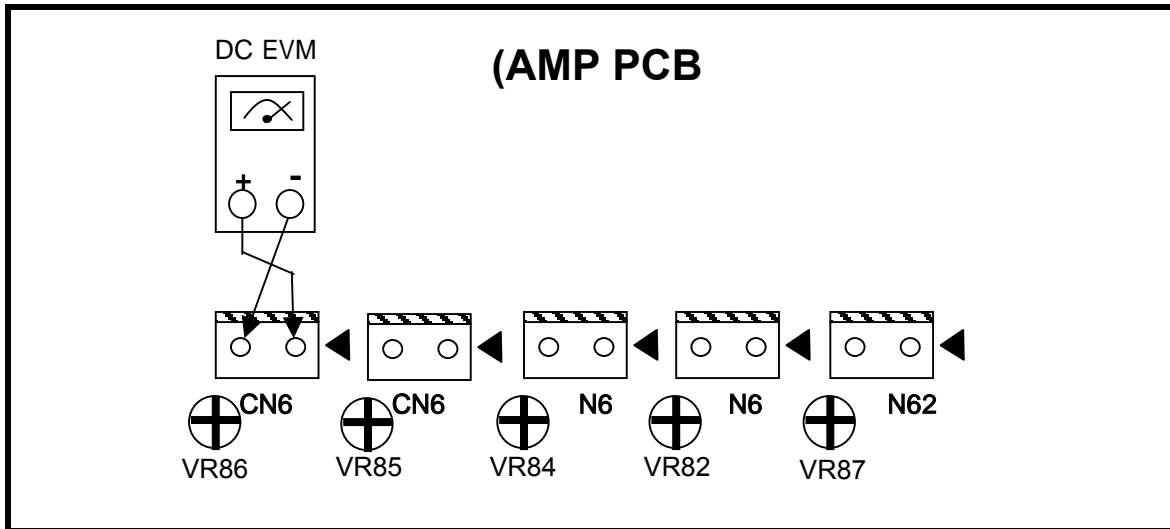 DC EVM
(AMP PCB
+ -
CN6 CN6 N6 N6 N62
VR86 VR85 VR84 VR82 VR87